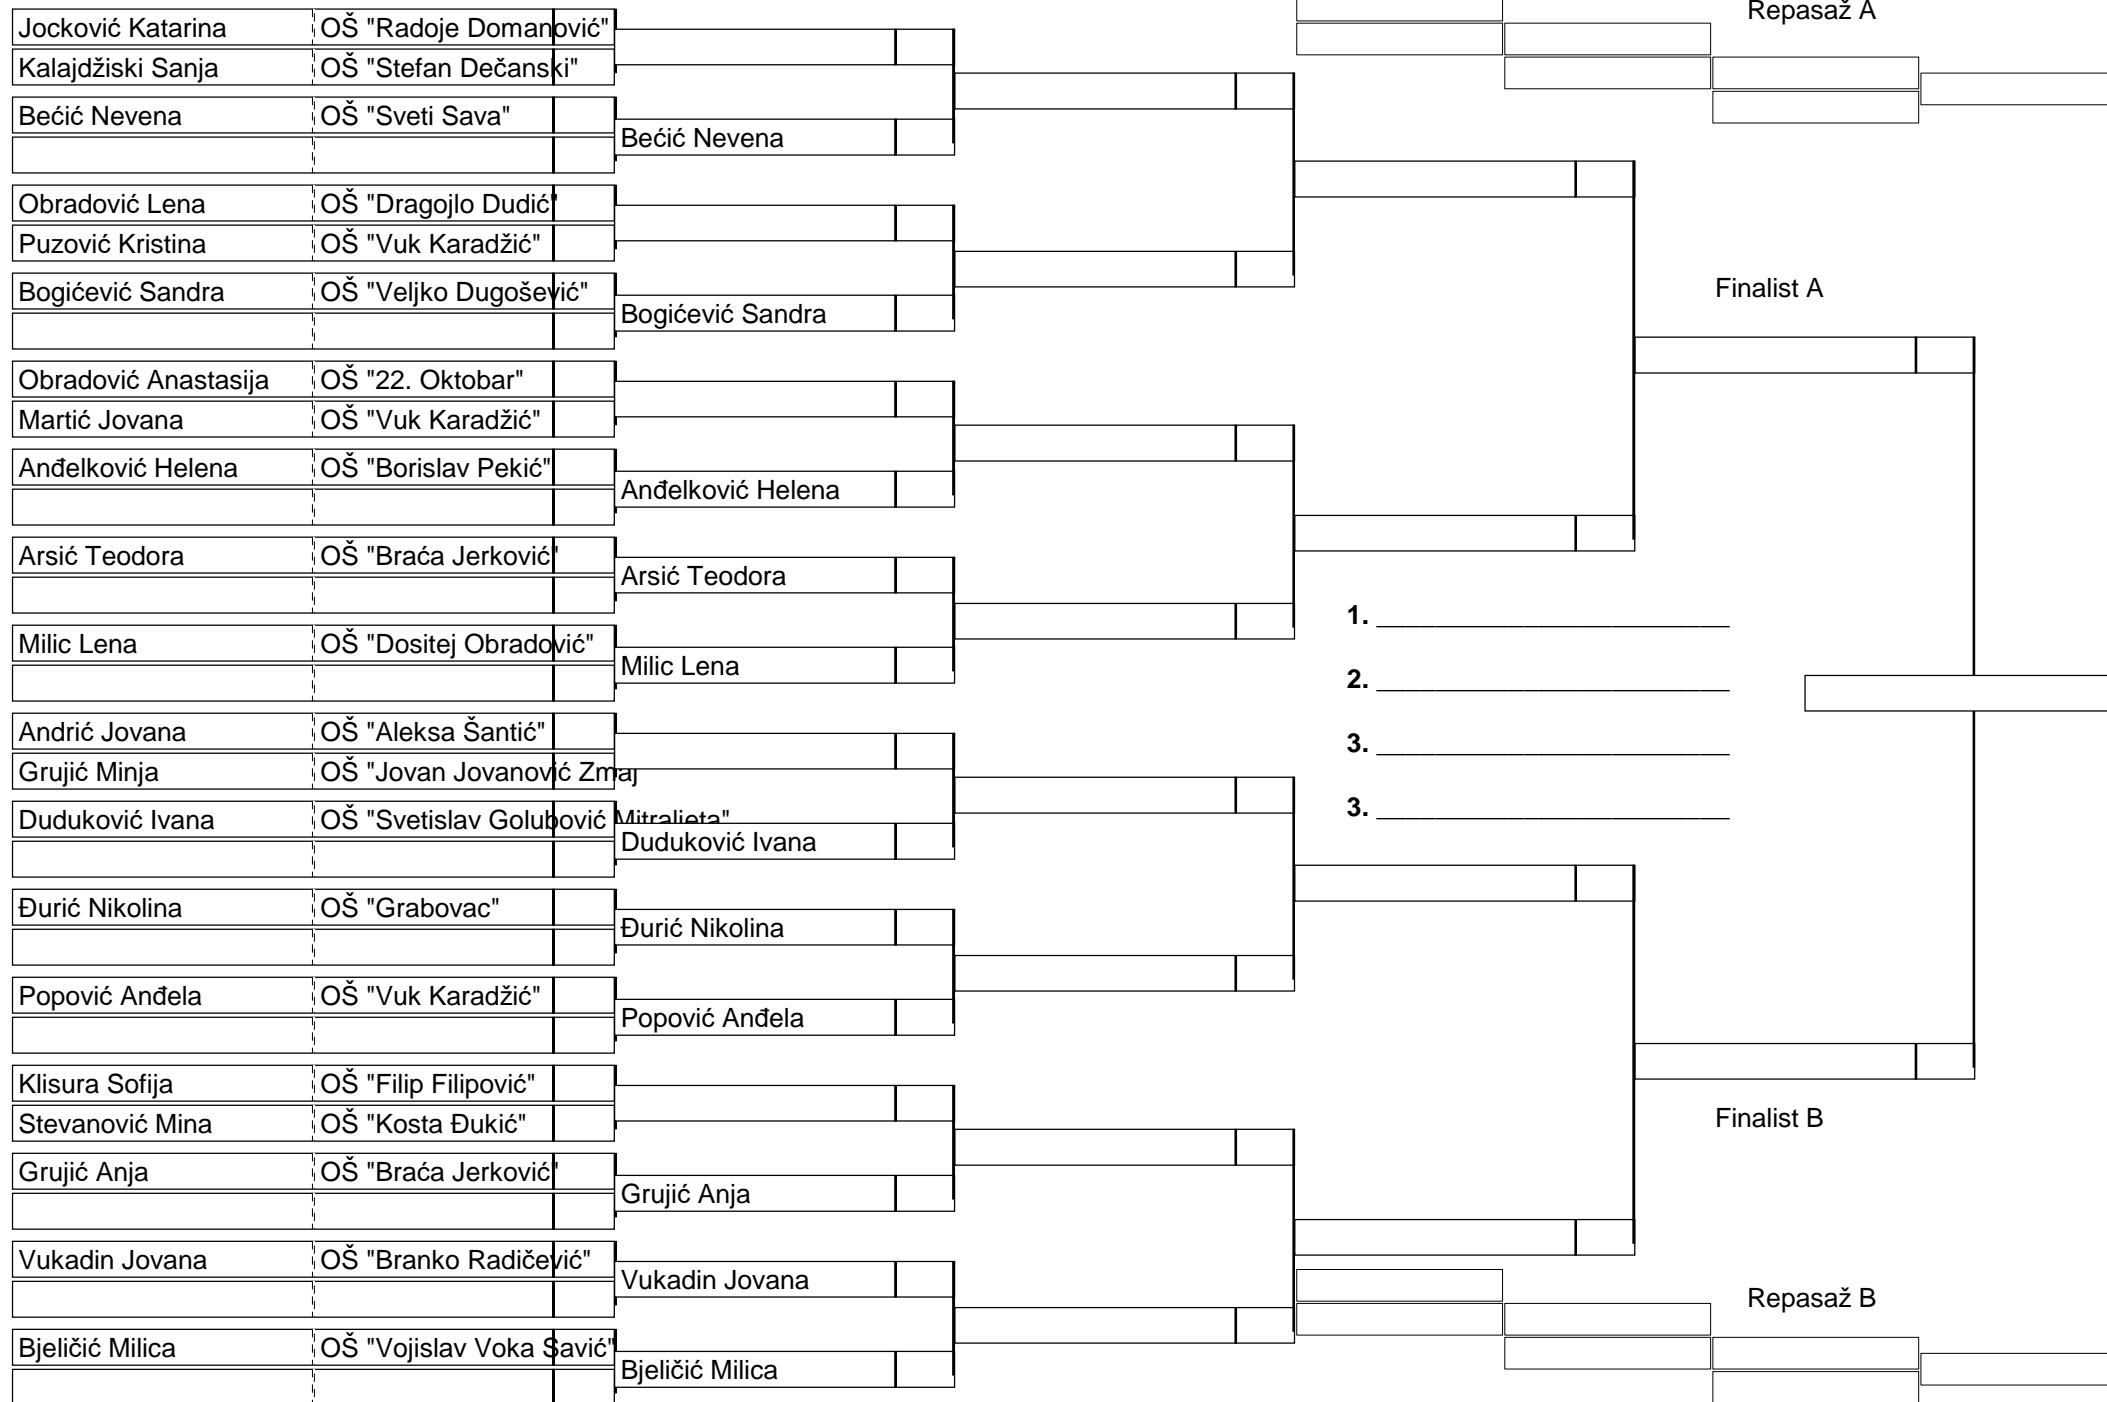 Repasaž A
Jocković Katarina OŠ "Radoje Domanović"
Kalajdžiski Sanja OŠ "Stefan Dečanski"
Bećić Nevena OŠ "Sveti Sava"
Bećić Nevena
Obradović Lena OŠ "Dragojlo Dudić"
Puzović Kristina OŠ "Vuk Karadžić"
Bogićević Sandra OŠ "Veljko Dugošević"
Finalist A
Bogićević Sandra
Obradović Anastasija OŠ "22. Oktobar"
Martić Jovana OŠ "Vuk Karadžić"
Anđelković Helena OŠ "Borislav Pekić"
Anđelković Helena
Arsić Teodora OŠ "Braća Jerković"
Arsić Teodora
1. ________________________
Milic Lena OŠ "Dositej Obradović"
Milic Lena
2. ________________________
Andrić Jovana OŠ "Aleksa Šantić"
3. ________________________
Grujić Minja OŠ "Jovan Jovanović Zmaj
3. ________________________
Duduković Ivana OŠ "Svetislav Golubović Mitraljeta"
Duduković Ivana
Đurić Nikolina OŠ "Grabovac"
Đurić Nikolina
Popović Anđela OŠ "Vuk Karadžić"
Popović Anđela
Klisura Sofija OŠ "Filip Filipović"
Stevanović Mina OŠ "Kosta Đukić"
Finalist B
Grujić Anja OŠ "Braća Jerković"
Grujić Anja
Vukadin Jovana OŠ "Branko Radičević"
Vukadin Jovana
Repasaž B
Bjeličić Milica OŠ "Vojislav Voka Savić"
Bjeličić Milica